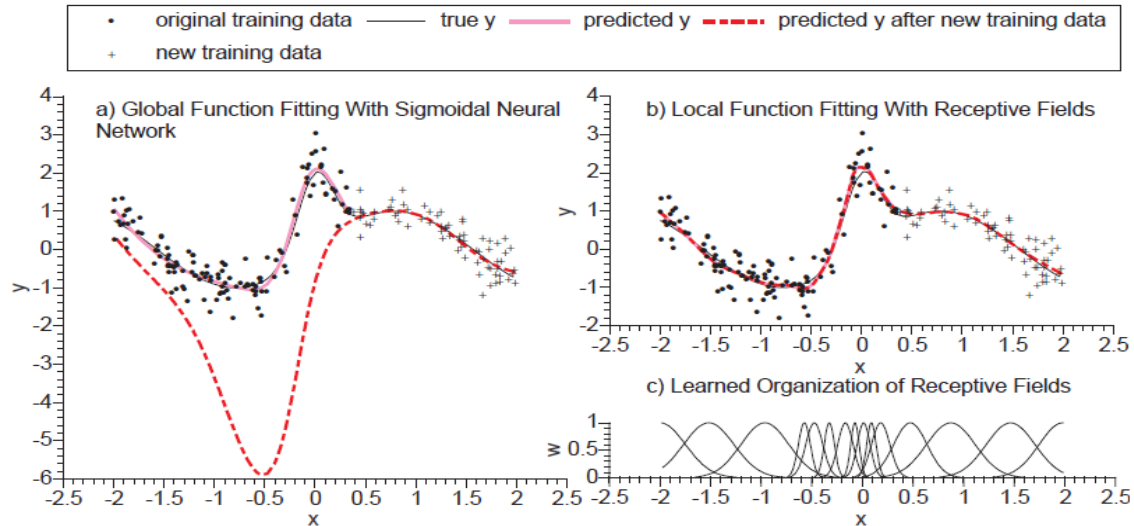 original training data true y predicted y predicted y after new training data
new training data
a) Global Function Fitting With Sigmoidal Neural
Network
4
3
2
1
0
-1
-2
-3
-4
-5
-6
y
-2.5 -2 -1.5 -1 -0.5 0 0.5 1 1.5 2 2.5
x
b) Local Function Fitting With Receptive Fields
4
3
2
1
0
-1
-2
y
-2.5 -2 -1.5 -1 -0.5 0 0.5 1 1.5 2 2.5
x
c) Learned Organization of Receptive Fields
1
0.5
0
w
-2.5 -2 -1.5 -1 -0.5 0 0.5 1 1.5 2 2.5
x